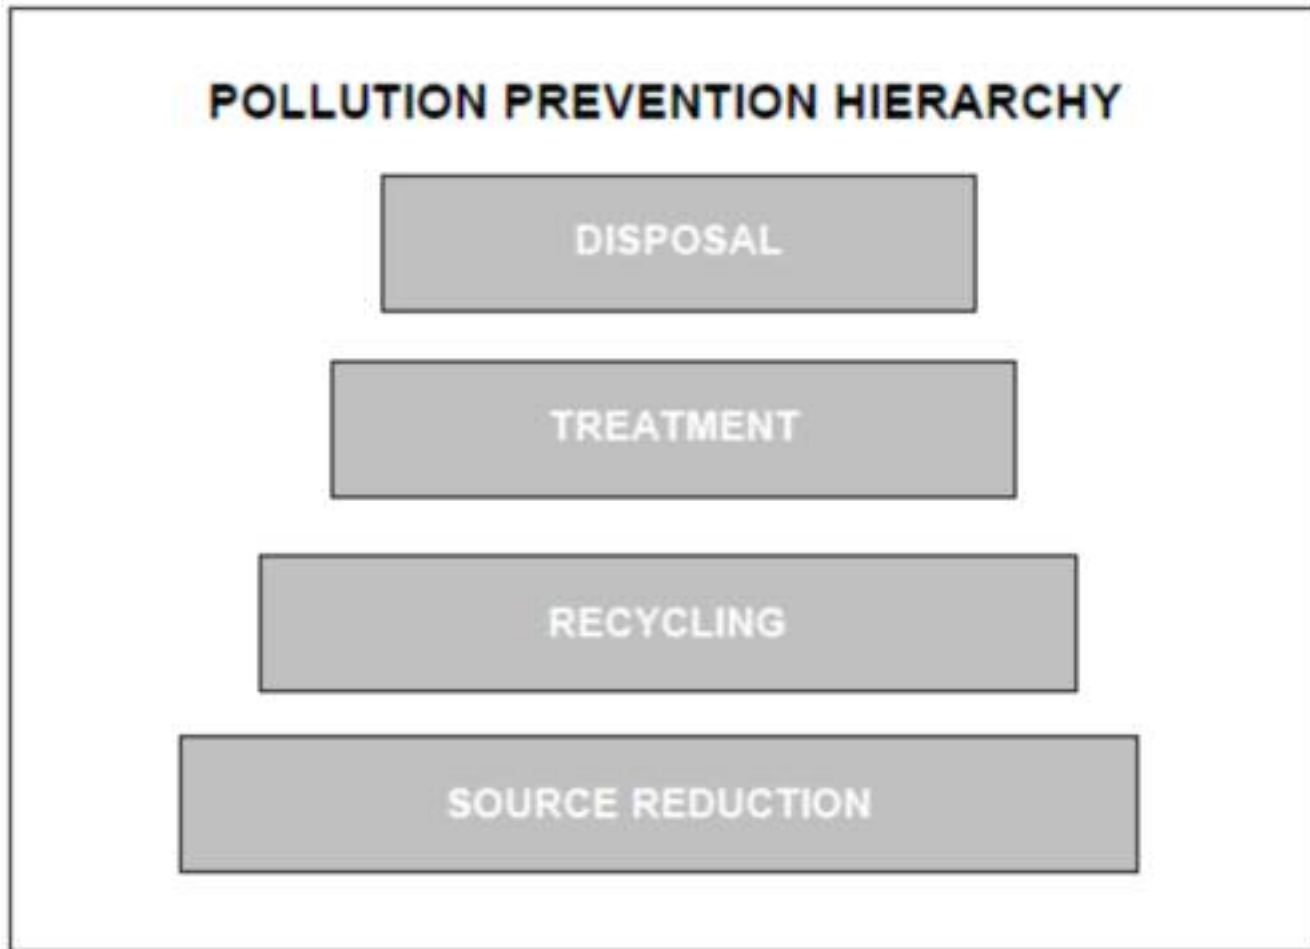 POLLUTION PREVENTION HIERARCHY
DISPOSAL
TREATMENT
RECYCLING
SOURCE REDUCTION